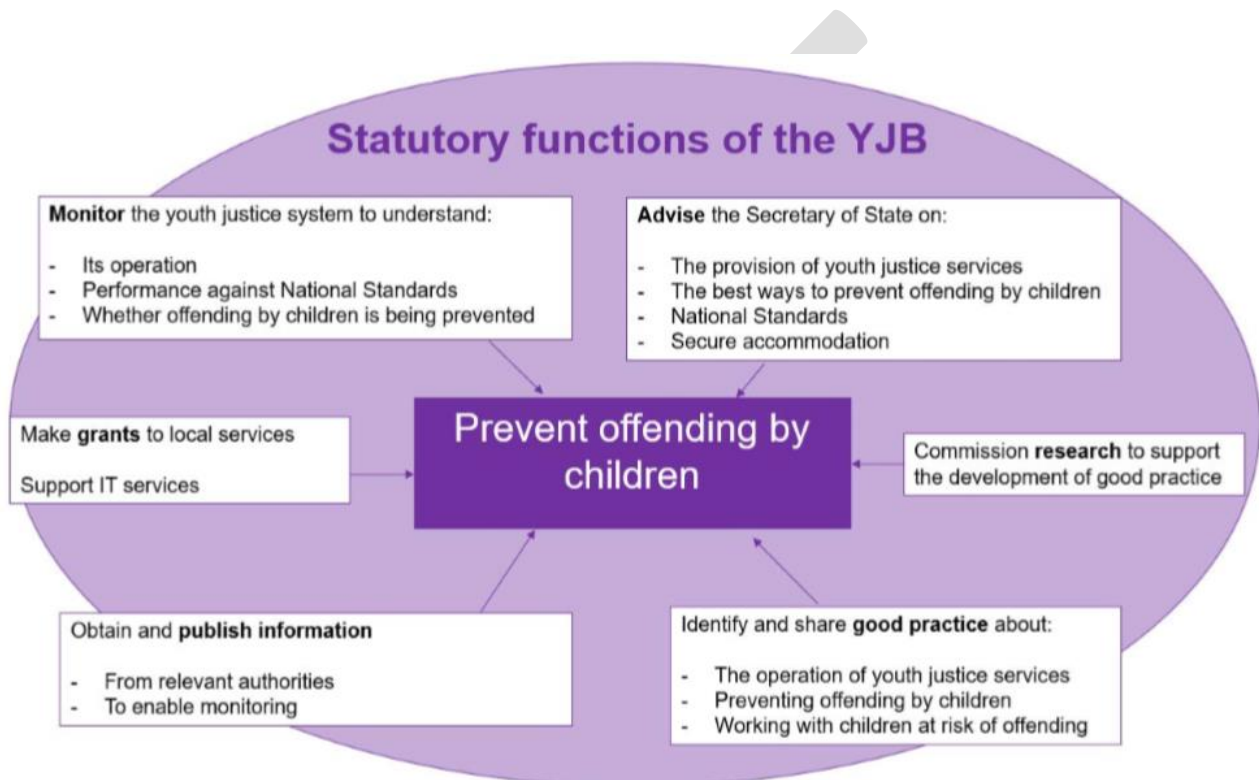 Statutory functions of the YJB
Monitor the youth justice system to understand:
- Its operation
- Performance against National Standards
- Whether offending by children is being prevented
Advise the Secretary of State on:
- The provision of youth justice services
- The best ways to prevent offending by children
- National Standards
- Secure accommodation
Make grants to local services
Support IT services
Prevent offending by
children
Commission research to support
the development of good practice
Obtain and publish information
- From relevant authorities
- To enable monitoring
Identify and share good practice about:
- The operation of youth justice services
- Preventing offending by children
- Working with children at risk of offending